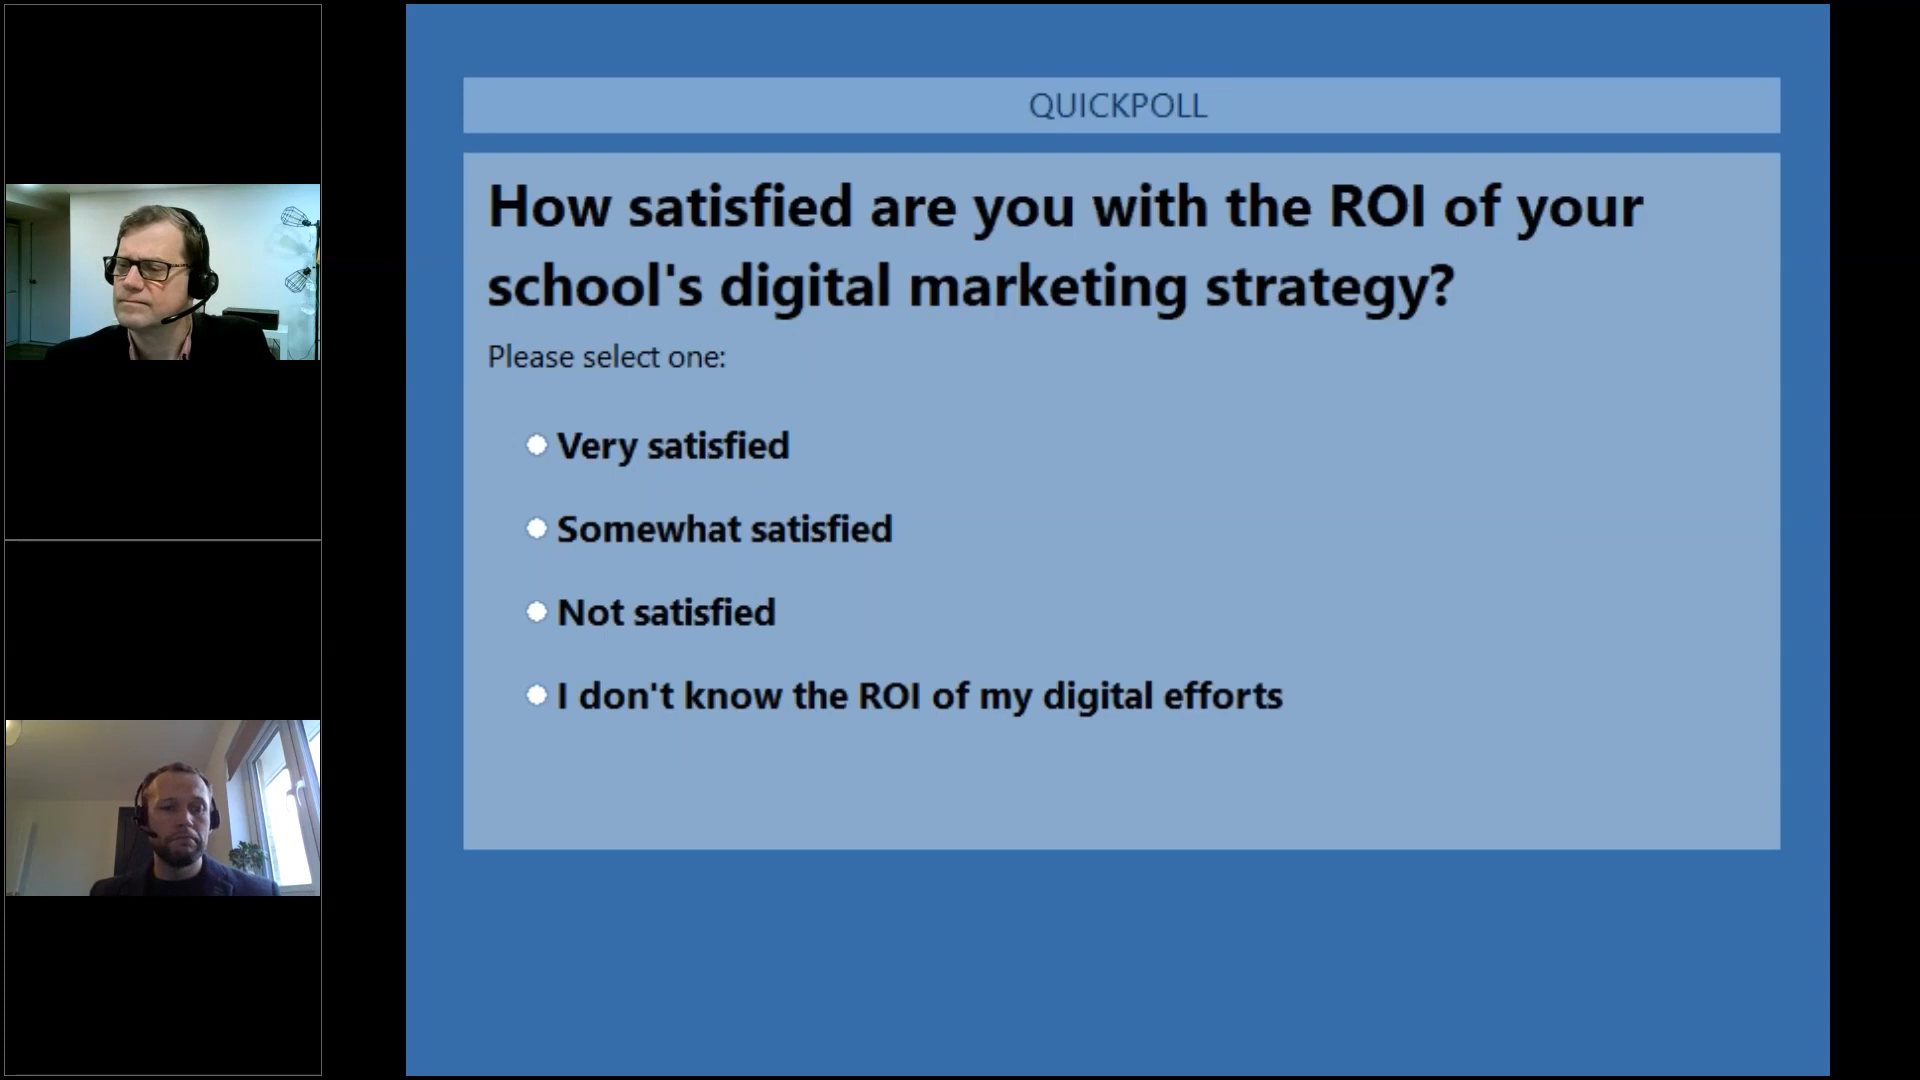 QUICKPOLL
How satisfied are you with the ROI of your
school's digital marketing strategy?
Please select one:
Very satisfied
Somewhat satisfied
Not satisfied
I don't know the ROI of my digital efforts